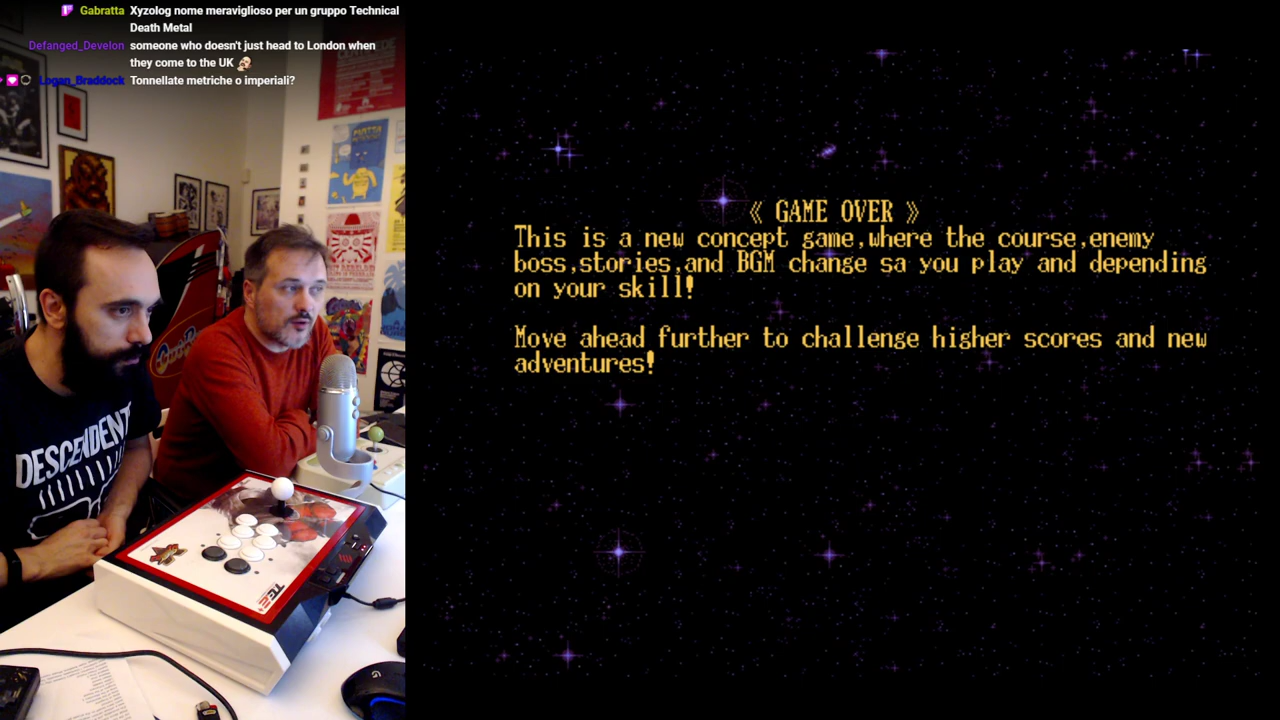 Gabratta Xyzolog nome meraviglioso per un gruppo Technical
Death Metal
Defanged_Develon someone who doesn't just head to London when
they come to the UK
Logan_Braddock Tonnellate metriche o imperiali?
《 GAME OVER 》
This is a new concept game,where the course,enemy
boss,stories,and BGM change sa you play and depending
on your skill!
Move ahead further to challenge higher scores and new
adventures!
DESCENDENT
TE2